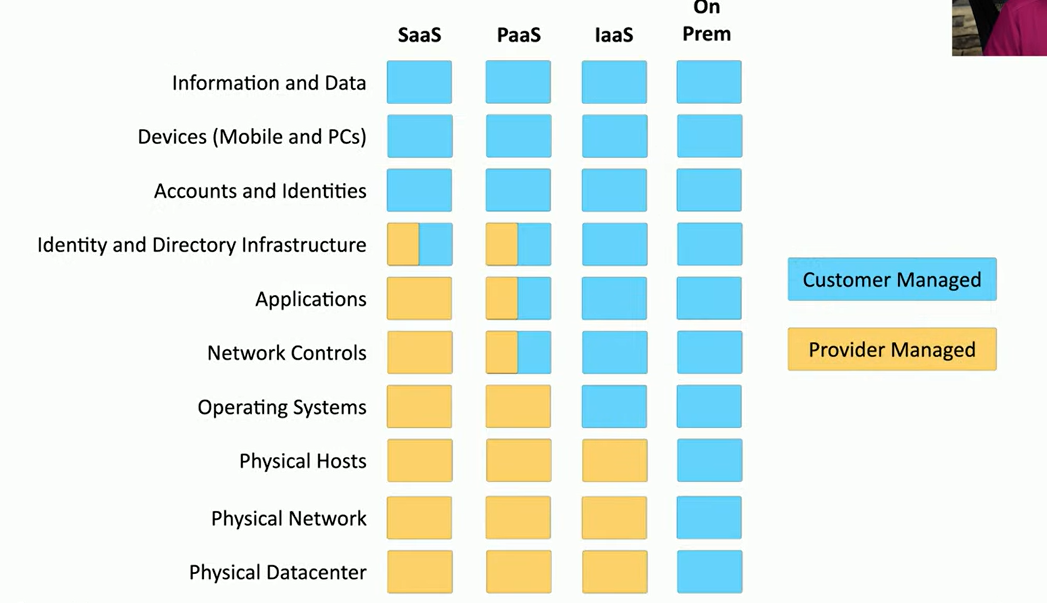 SaaS PaaS IaaS On Prem
Information and Data
Devices (Mobile and PCs)
Accounts and Identities
Identity and Directory Infrastructure
Applications
Network Controls
Operating Systems
Physical Hosts
Physical Network
Physical Datacenter
Customer Managed
Provider Managed